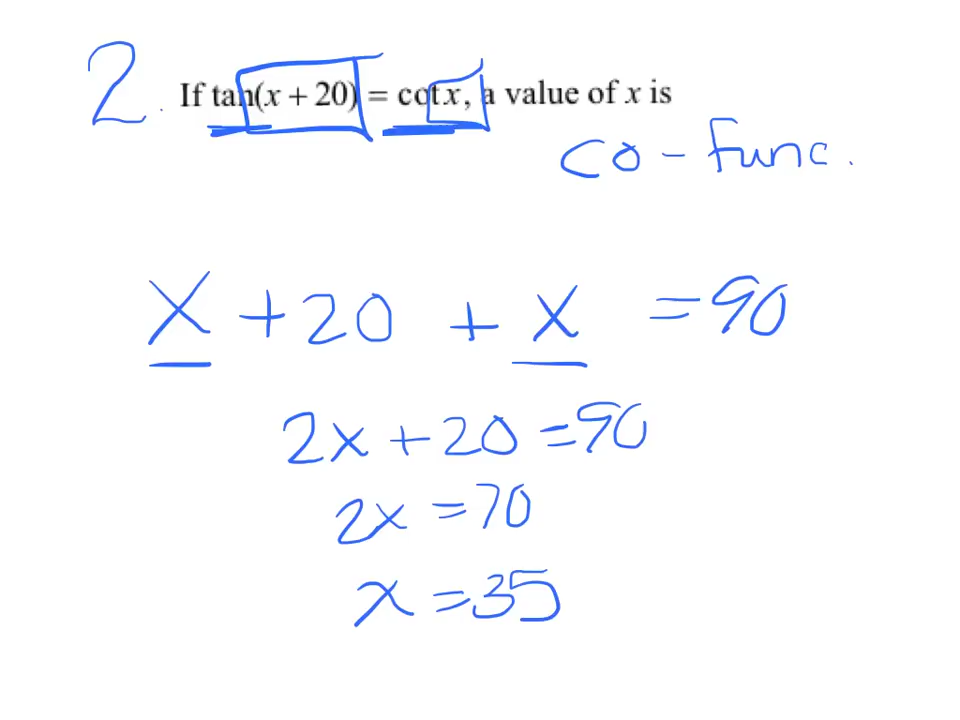 2. If tan(x + 20) = cot x, a value of x is
co-func.
x + 20 + x = 90
2x + 20 = 90
2x = 70
x = 35